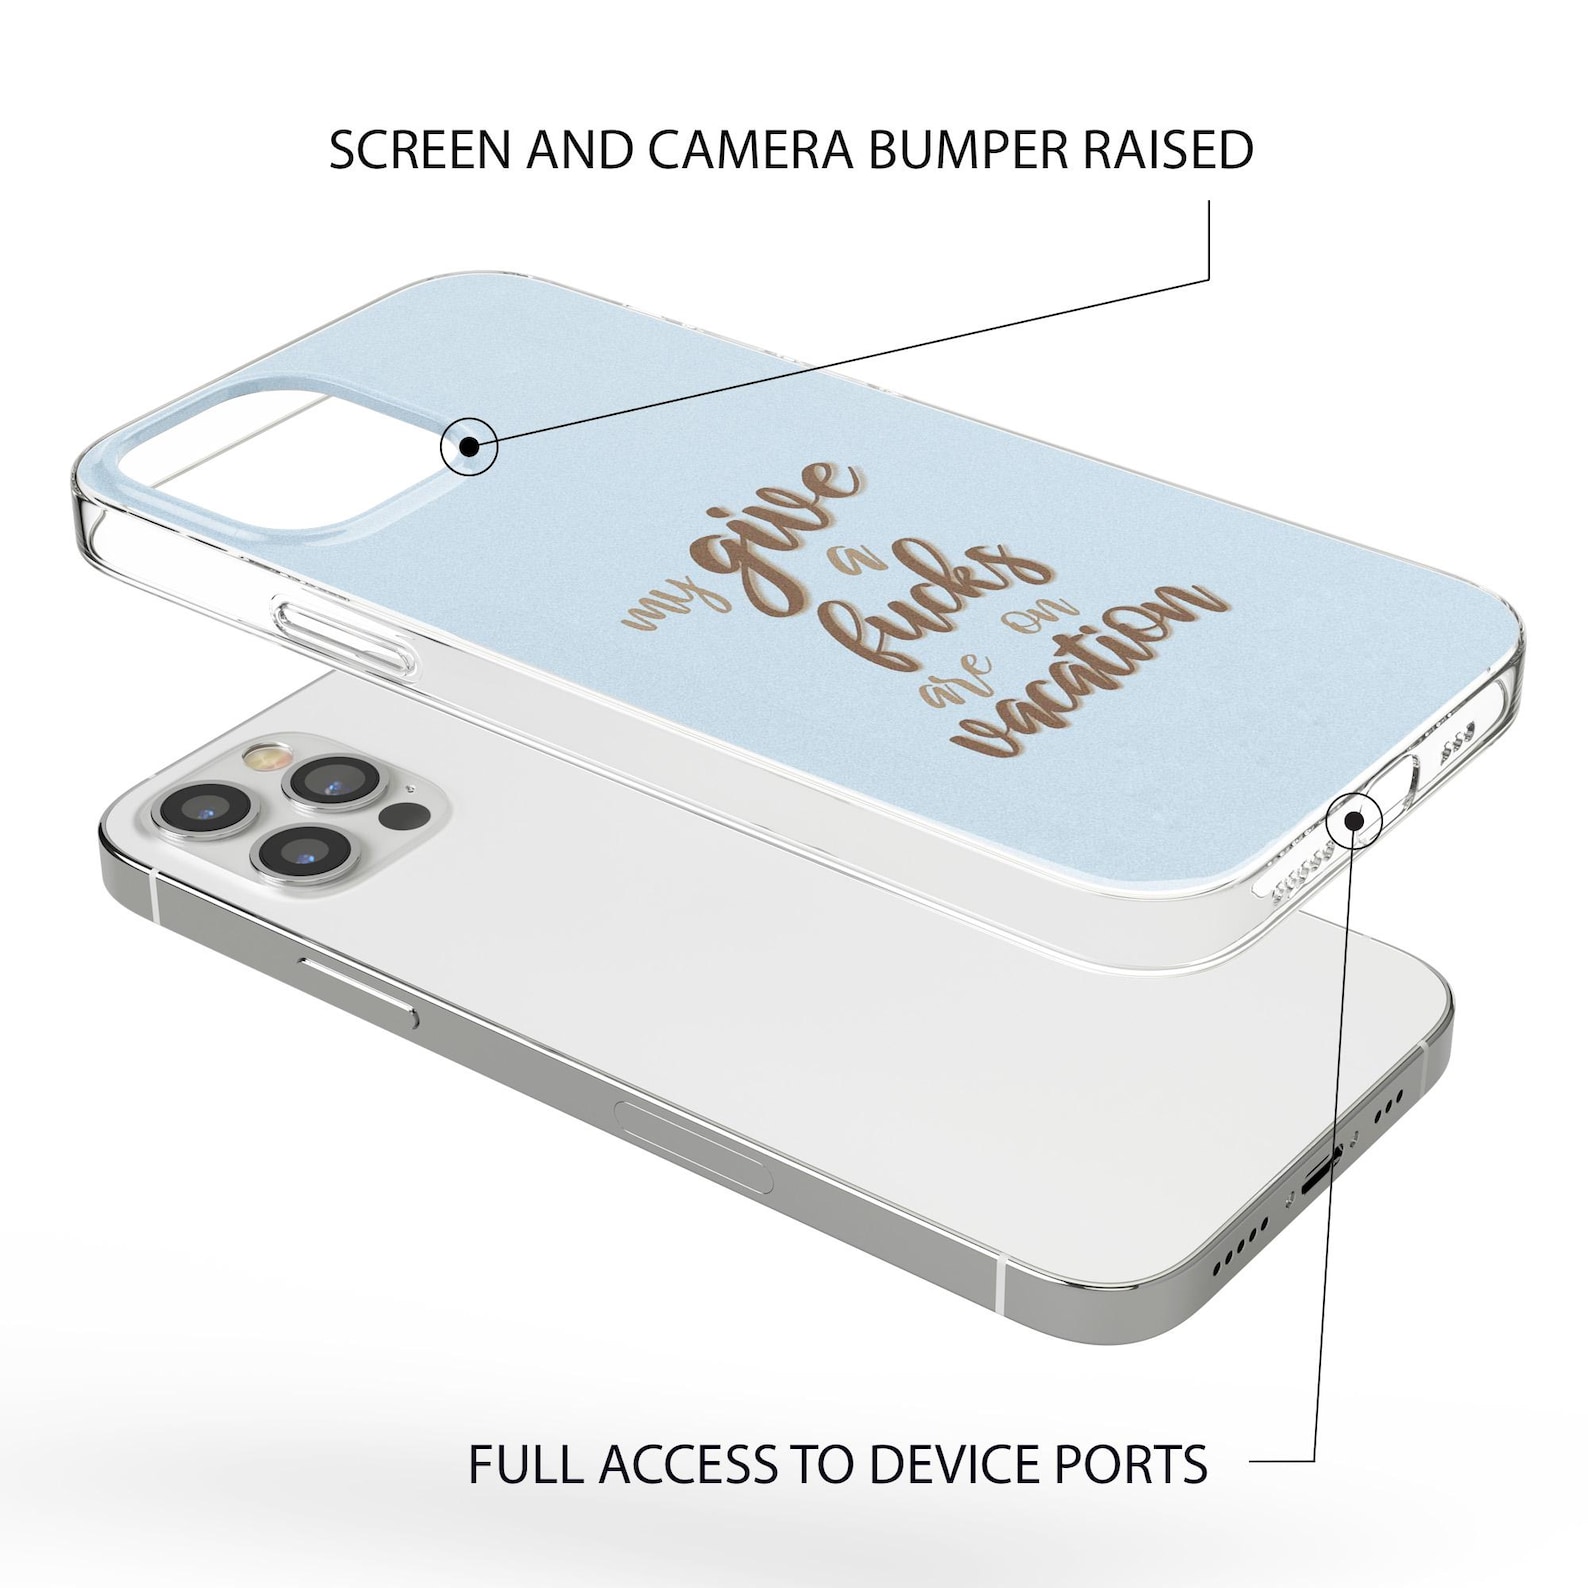 SCREEN AND CAMERA BUMPER RAISED
my give
a
fucks
are on
vacation
FULL ACCESS TO DEVICE PORTS